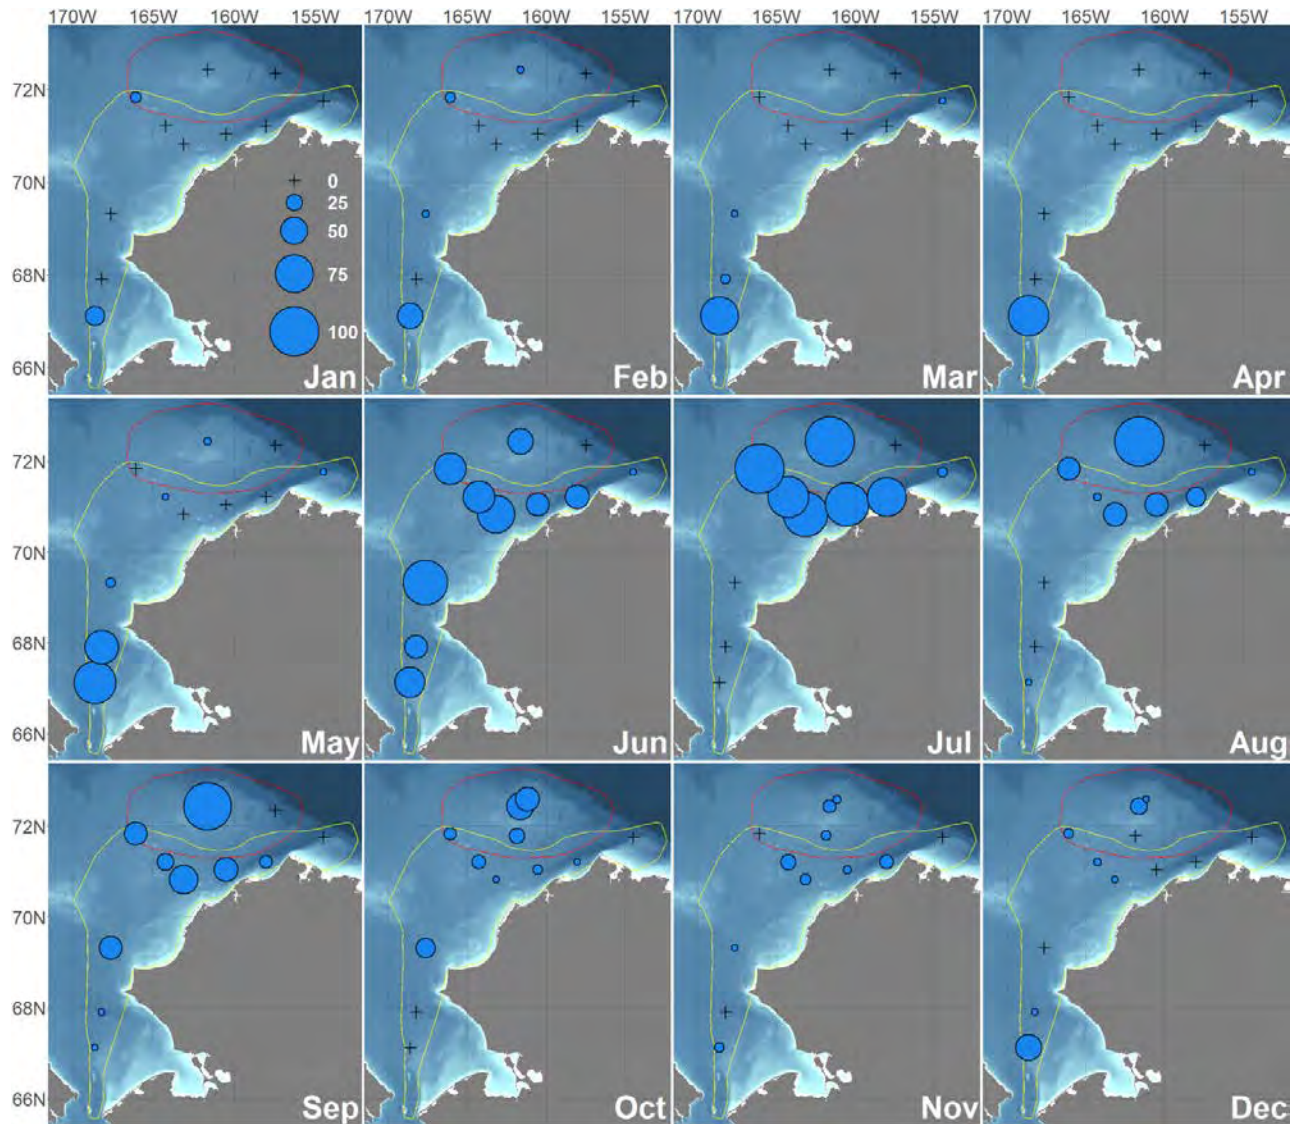 170W 165W 160W 155W 170W 165W 160W 155W 170W 165W 160W 155W 170W 165W 160W 155W
72N
70N
68N
66N
0
25
50
75
100
Jan Feb Mar Apr
72N
70N
68N
66N
May Jun Jul Aug
72N
70N
68N
66N
Sep Oct Nov Dec